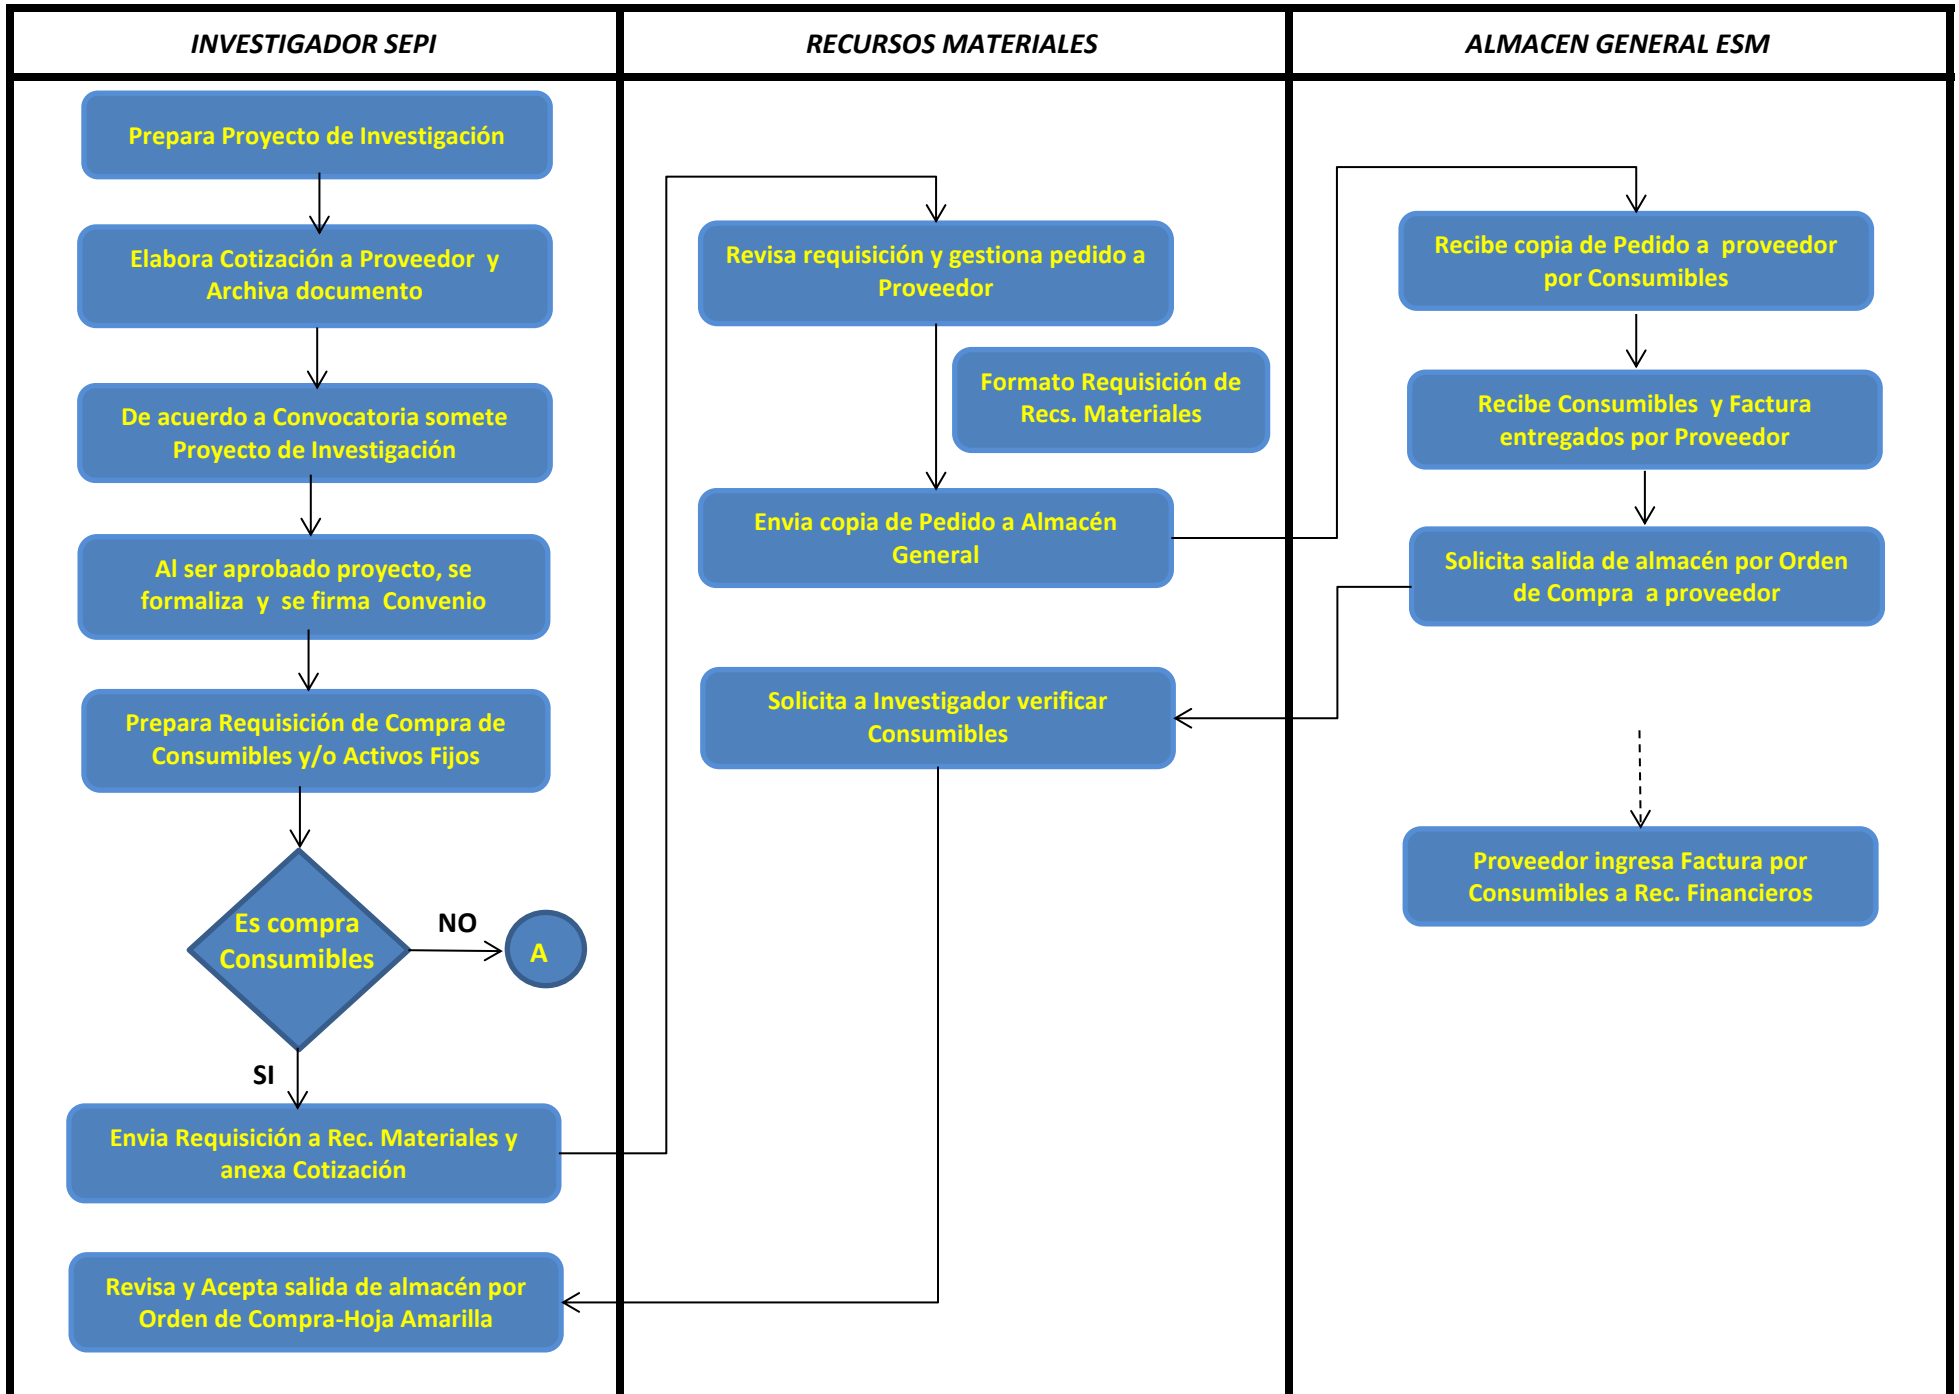 INVESTIGADOR SEPI
RECURSOS MATERIALES
ALMACEN GENERAL ESM
Prepara Proyecto de Investigación
Elabora Cotización a Proveedor y
Archiva documento
De acuerdo a Convocatoria somete
Proyecto de Investigación
Al ser aprobado proyecto, se
formaliza y se firma Convenio
Prepara Requisición de Compra de
Consumibles y/o Activos Fijos
Es compra
Consumibles
NO
A
SI
Envia Requisición a Rec. Materiales y
anexa Cotización
Revisa y Acepta salida de almacén por
Orden de Compra-Hoja Amarilla
Revisa requisición y gestiona pedido a
Proveedor
Formato Requisición de
Recs. Materiales
Envia copia de Pedido a Almacén
General
Solicita a Investigador verificar
Consumibles
Recibe copia de Pedido a proveedor
por Consumibles
Recibe Consumibles y Factura
entregados por Proveedor
Solicita salida de almacén por Orden
de Compra a proveedor
Proveedor ingresa Factura por
Consumibles a Rec. Financieros